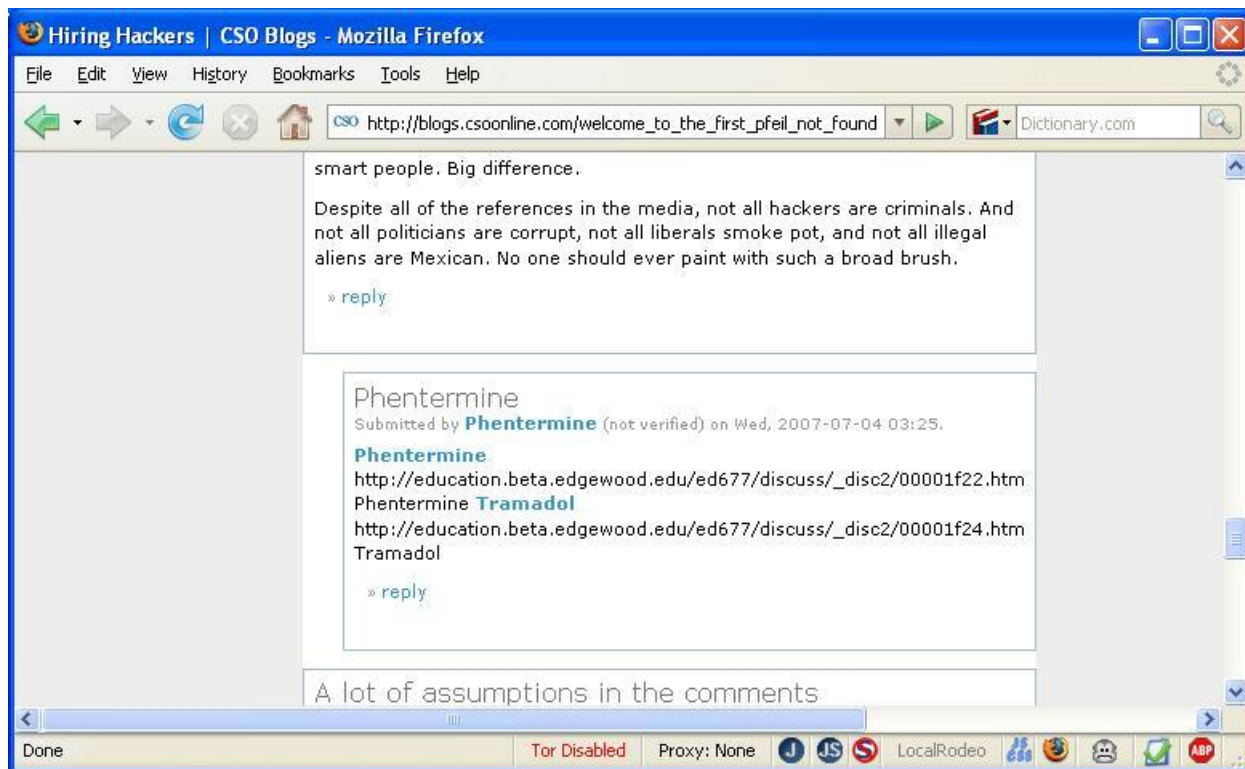 Hiring Hackers | CSO Blogs - Mozilla Firefox
File Edit View History Bookmarks Tools Help
CSO http://blogs.csoonline.com/welcome_to_the_first_pfeil_not_found Dictionary.com
smart people. Big difference.
Despite all of the references in the media, not all hackers are criminals. And
not all politicians are corrupt, not all liberals smoke pot, and not all illegal
aliens are Mexican. No one should ever paint with such a broad brush.
» reply
Phentermine
Submitted by Phentermine (not verified) on Wed, 2007-07-04 03:25.
Phentermine
http://education.beta.edgewood.edu/ed677/discuss/_disc2/00001f22.htm
Phentermine Tramadol
http://education.beta.edgewood.edu/ed677/discuss/_disc2/00001f24.htm
Tramadol
» reply
A lot of assumptions in the comments
Done Tor Disabled Proxy: None J JS S LocalRodeo ABP